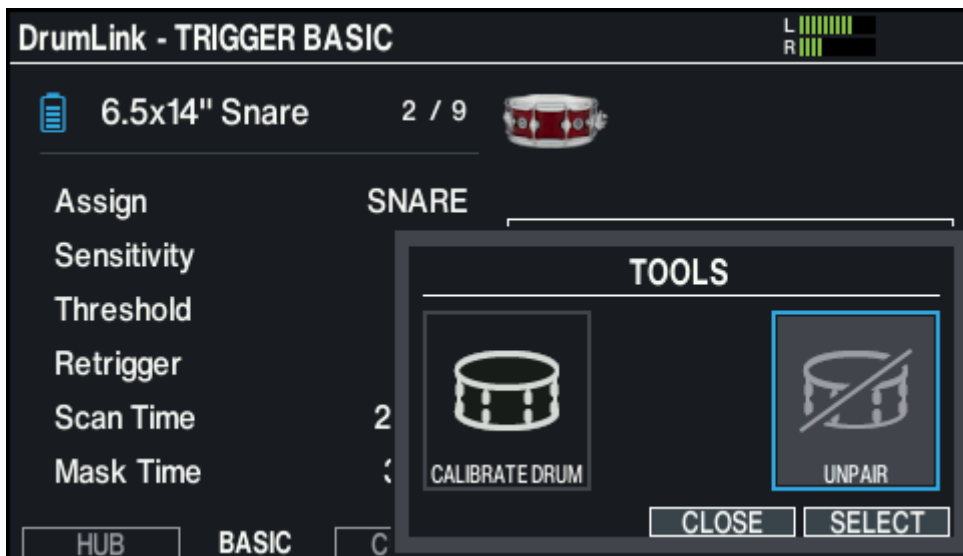 DrumLink - TRIGGER BASIC
L
R
6.5x14" Snare 2 / 9
Assign SNARE
Sensitivity
Threshold
Retrigger
Scan Time 2
Mask Time
TOOLS
CALIBRATE DRUM UNPAIR
CLOSE SELECT
HUB BASIC C